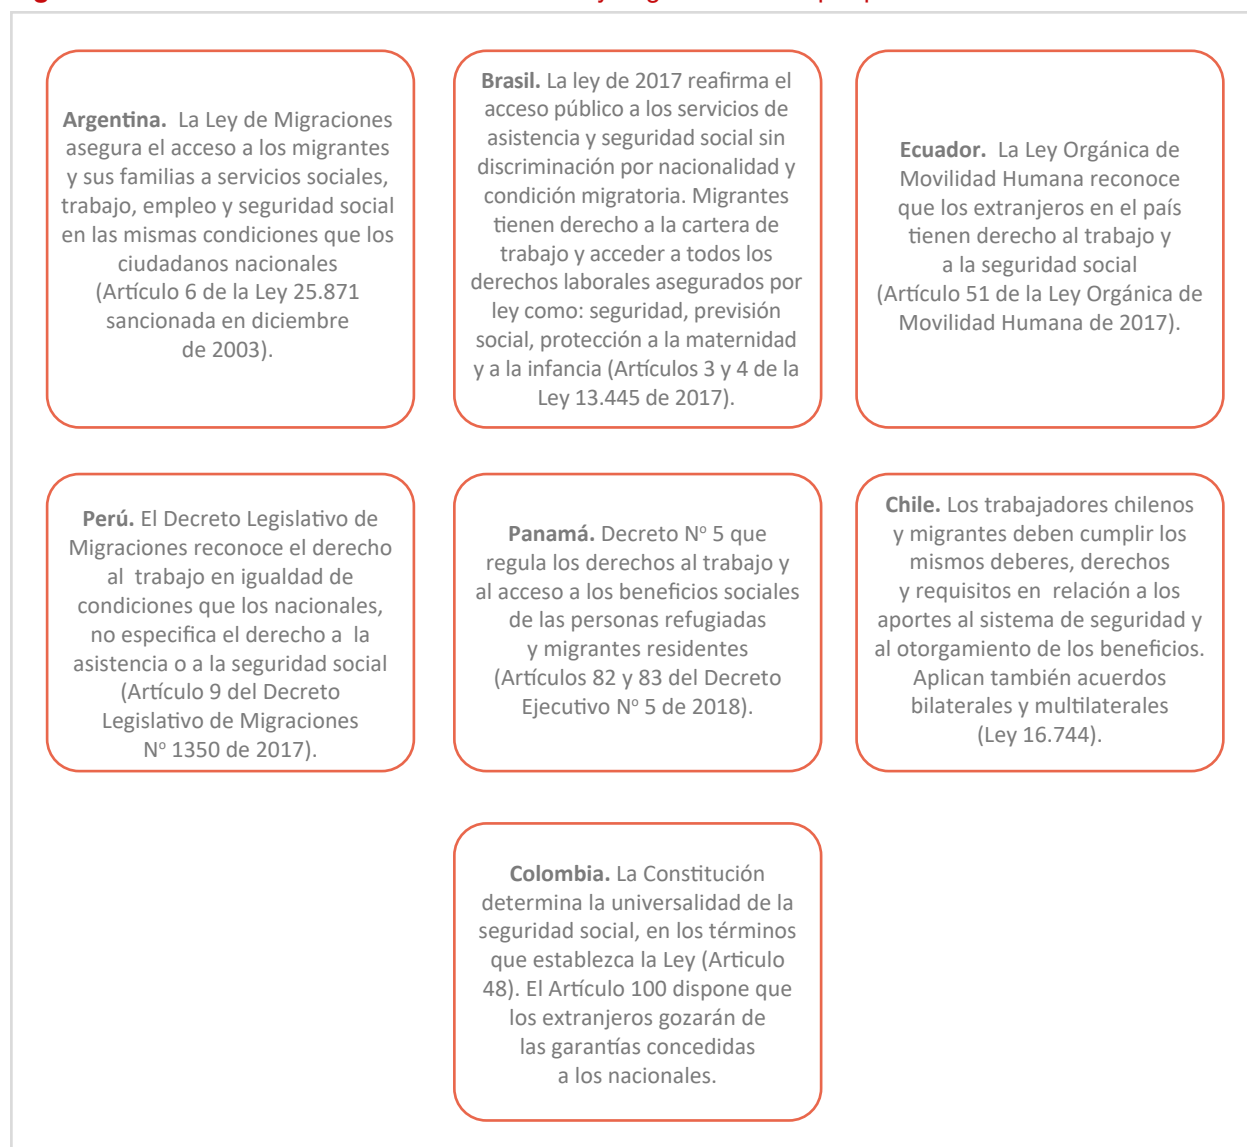 Argentina. La Ley de Migraciones
asegura el acceso a los migrantes
y sus familias a servicios sociales,
trabajo, empleo y seguridad social
en las mismas condiciones que los
ciudadanos nacionales
(Artículo 6 de la Ley 25.871
sancionada en diciembre
de 2003).
Brasil. La ley de 2017 reafirma el
acceso público a los servicios de
asistencia y seguridad social sin
discriminación por nacionalidad y
condición migratoria. Migrantes
tienen derecho a la cartera de
trabajo y acceder a todos los
derechos laborales asegurados por
ley como: seguridad, previsión
social, protección a la maternidad
y a la infancia (Artículos 3 y 4 de la
Ley 13.445 de 2017).
Ecuador. La Ley Orgánica de
Movilidad Humana reconoce
que los extranjeros en el país
tienen derecho al trabajo y
a la seguridad social
(Artículo 51 de la Ley Orgánica de
Movilidad Humana de 2017).
Perú. El Decreto Legislativo de
Migraciones reconoce el derecho
al trabajo en igualdad de
condiciones que los nacionales,
no especifica el derecho a la
asistencia o a la seguridad social
(Artículo 9 del Decreto
Legislativo de Migraciones
Nº 1350 de 2017).
Panamá. Decreto Nº 5 que
regula los derechos al trabajo y
al acceso a los beneficios sociales
de las personas refugiadas
y migrantes residentes
(Artículos 82 y 83 del Decreto
Ejecutivo Nº 5 de 2018).
Chile. Los trabajadores chilenos
y migrantes deben cumplir los
mismos deberes, derechos
y requisitos en relación a los
aportes al sistema de seguridad y
al otorgamiento de los beneficios.
Aplican también acuerdos
bilaterales y multilaterales
(Ley 16.744).
Colombia. La Constitución
determina la universalidad de la
seguridad social, en los términos
que establezca la Ley (Articulo
48). El Artículo 100 dispone que
los extranjeros gozarán de
las garantías concedidas
a los nacionales.